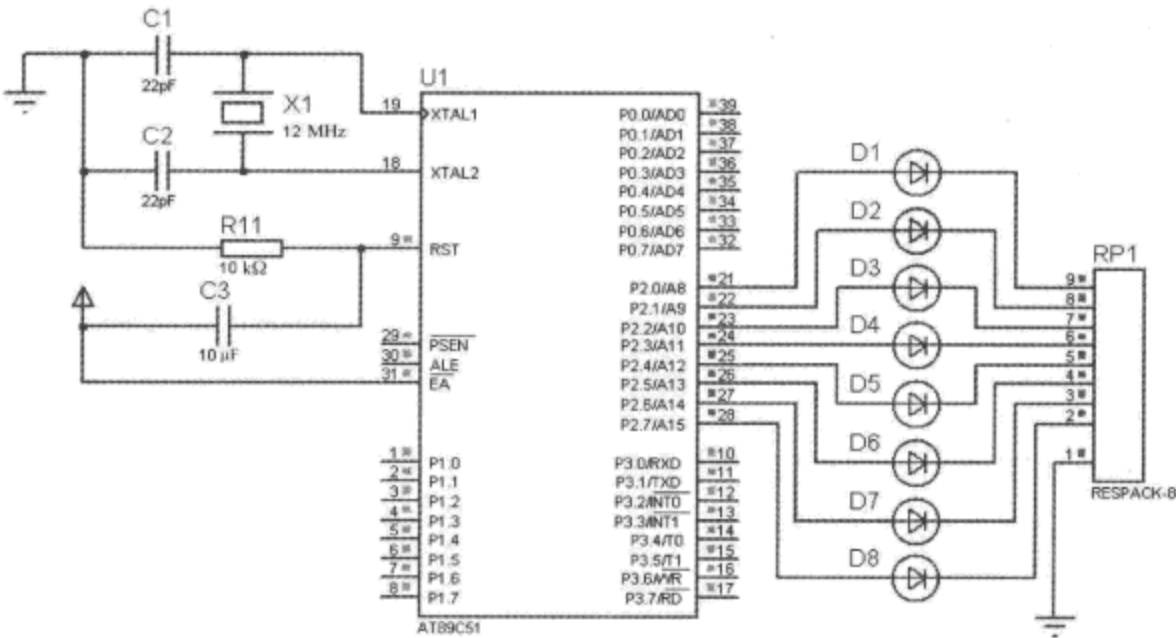 C1
22pF
X1
12 MHz
C2
22pF
R11
10 kΩ
C3
10 μF
U1
19 XTAL1
18 XTAL2
9 RST
29 PSEN
30 ALE
31 EA
1 P1.0
2 P1.1
3 P1.2
4 P1.3
5 P1.4
6 P1.5
7 P1.6
8 P1.7
P0.0/AD0 39
P0.1/AD1 38
P0.2/AD2 37
P0.3/AD3 36
P0.4/AD4 35
P0.5/AD5 34
P0.6/AD6 33
P0.7/AD7 32
P2.0/A8 21
P2.1/A9 22
P2.2/A10 23
P2.3/A11 24
P2.4/A12 25
P2.5/A13 26
P2.6/A14 27
P2.7/A15 28
P3.0/RXD 10
P3.1/TXD 11
P3.2/INT0 12
P3.3/INT1 13
P3.4/T0 14
P3.5/T1 15
P3.6/WR 16
P3.7/RD 17
AT89C51
D1
D2
D3
D4
D5
D6
D7
D8
RP1
9
8
7
6
5
4
3
2
1
RESPACK-8